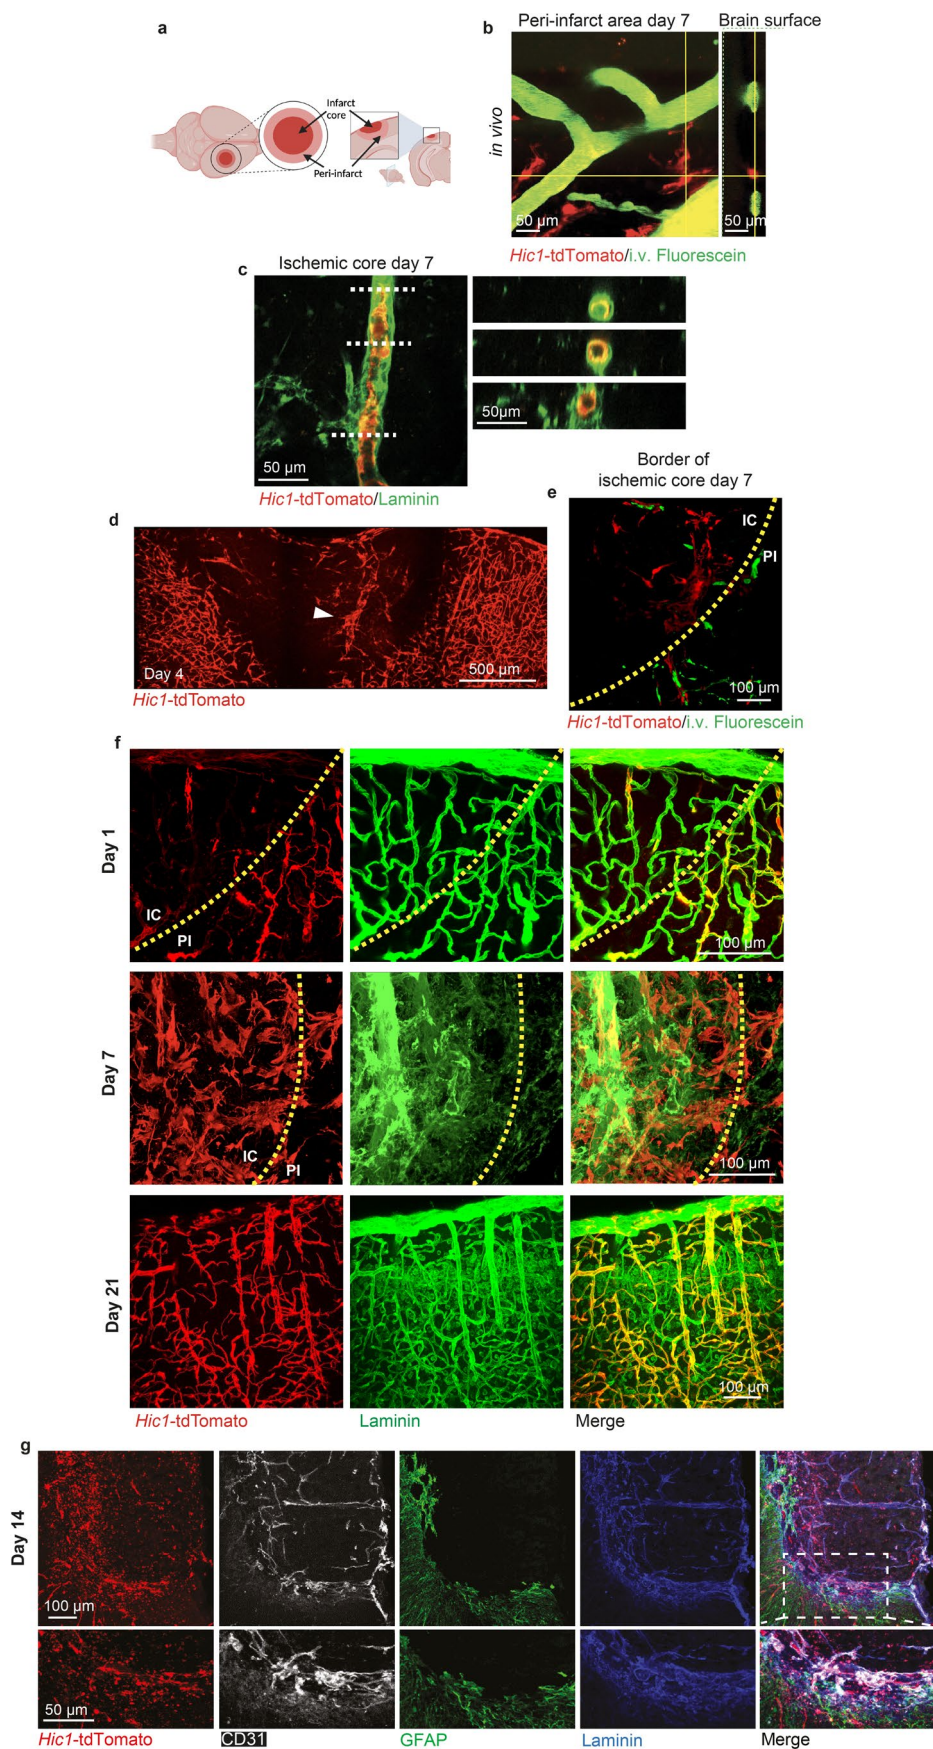 a
Infarct
core
Peri-infarct
b
Peri-infarct area day 7
Brain surface
in vivo
50 µm
50 µm
Hic1-tdTomato/i.v. Fluorescein
c
Ischemic core day 7
50 µm
50µm
Hic1-tdTomato/Laminin
d
Day 4
500 µm
Hic1-tdTomato
Border of
ischemic core day 7
e
IC
PI
100 µm
Hic1-tdTomato/i.v. Fluorescein
f
Day 1
IC
PI
100 µm
Day 7
IC
PI
100 µm
Day 21
100 µm
Hic1-tdTomato
Laminin
Merge
g
Day 14
100 µm
50 µm
Hic1-tdTomato
CD31
GFAP
Laminin
Merge